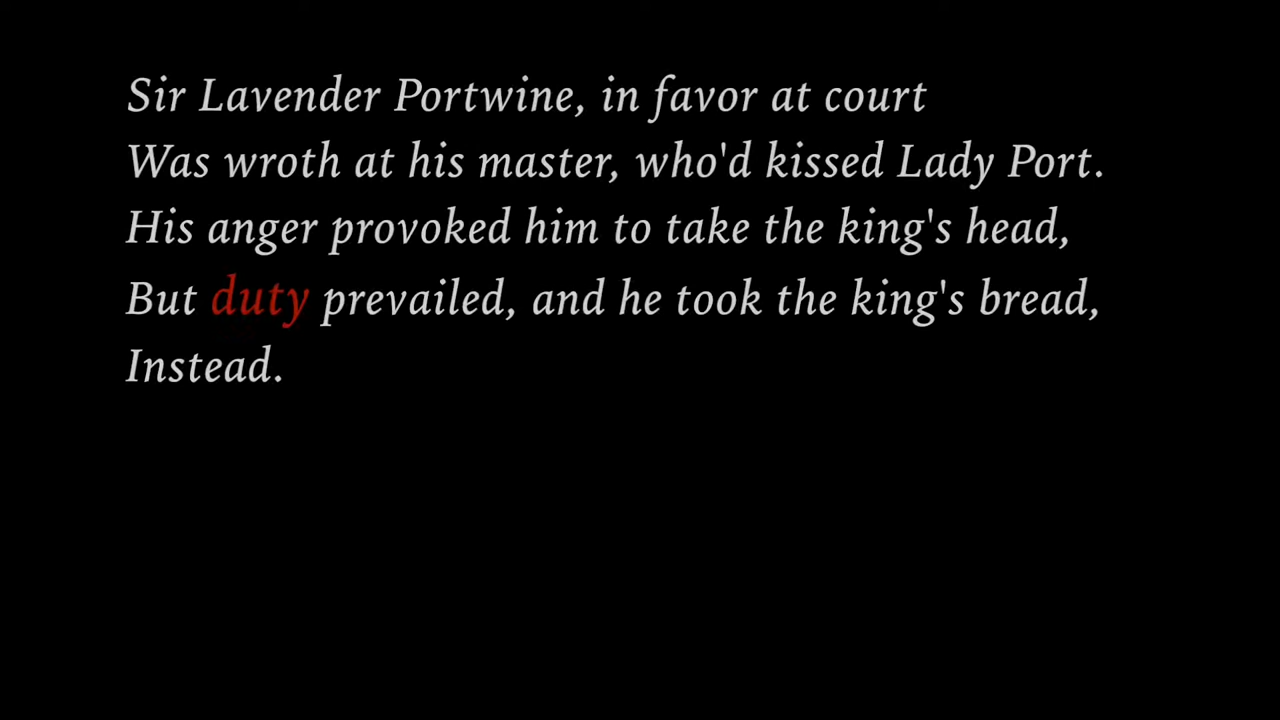 Sir Lavender Portwine, in favor at court
Was wroth at his master, who'd kissed Lady Port.
His anger provoked him to take the king's head,
But duty prevailed, and he took the king's bread,
Instead.